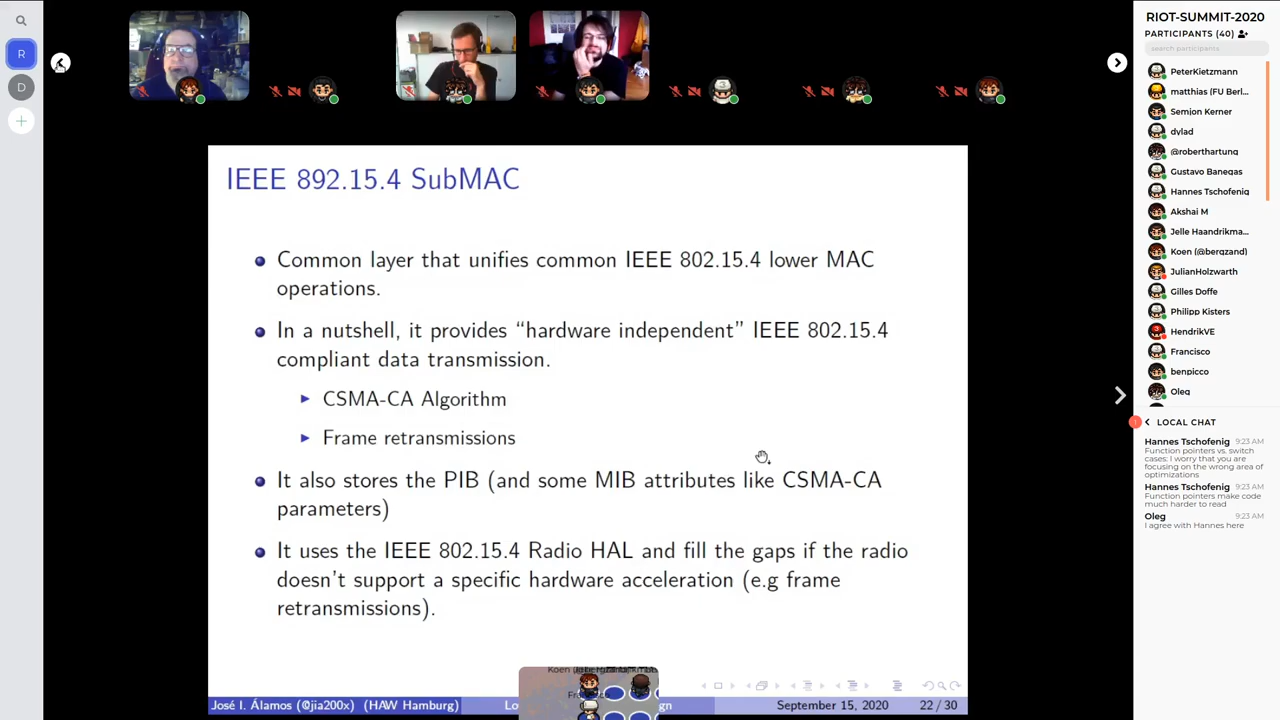 R
D
IEEE 892.15.4 SubMAC
Common layer that unifies common IEEE 802.15.4 lower MAC
operations.
In a nutshell, it provides “hardware independent” IEEE 802.15.4
compliant data transmission.
CSMA-CA Algorithm
Frame retransmissions
It also stores the PIB (and some MIB attributes like CSMA-CA
parameters)
It uses the IEEE 802.15.4 Radio HAL and fill the gaps if the radio
doesn't support a specific hardware acceleration (e.g frame
retransmissions).
José I. Álamos (@jia200x) (HAW Hamburg)
September 15, 2020
22 / 30
RIOT-SUMMIT-2020
PARTICIPANTS (40)
search participants
PeterKietzmann
matthias (FU Berl...
Semjon Kerner
dylad
@roberthartung
Gustavo Banegas
Hannes Tschofenig
Akshai M
Jelle Haandrikma...
Koen (@bergzand)
JulianHolzwarth
Gilles Doffe
Philipp Kisters
HendrikVE
Francisco
benpicco
Oleg
LOCAL CHAT
Hannes Tschofenig 9:23 AM
Function pointers vs. switch
cases: I worry that you are
focusing on the wrong area of
optimizations
Hannes Tschofenig 9:23 AM
Function pointers make code
much harder to read
Oleg 9:23 AM
I agree with Hannes here